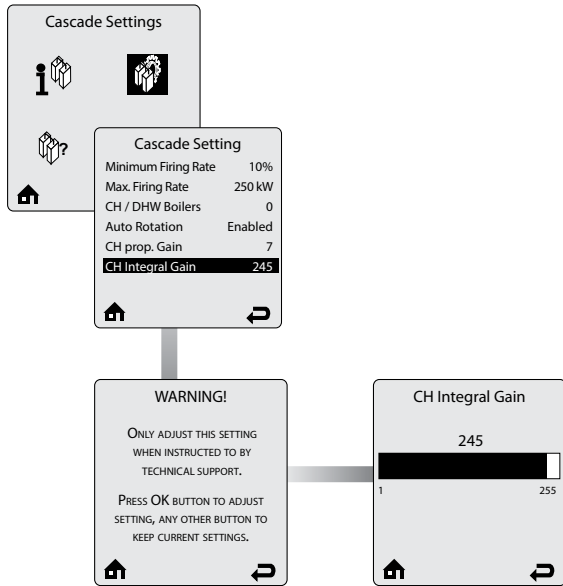 Cascade Settings
i
?
Cascade Setting
Minimum Firing Rate 10%
Max. Firing Rate 250 kW
CH / DHW Boilers 0
Auto Rotation Enabled
CH prop. Gain 7
CH Integral Gain 245
WARNING!
ONLY ADJUST THIS SETTING
WHEN INSTRUCTED TO BY
TECHNICAL SUPPORT.
PRESS OK BUTTON TO ADJUST
SETTING, ANY OTHER BUTTON TO
KEEP CURRENT SETTINGS.
CH Integral Gain
245
1 255